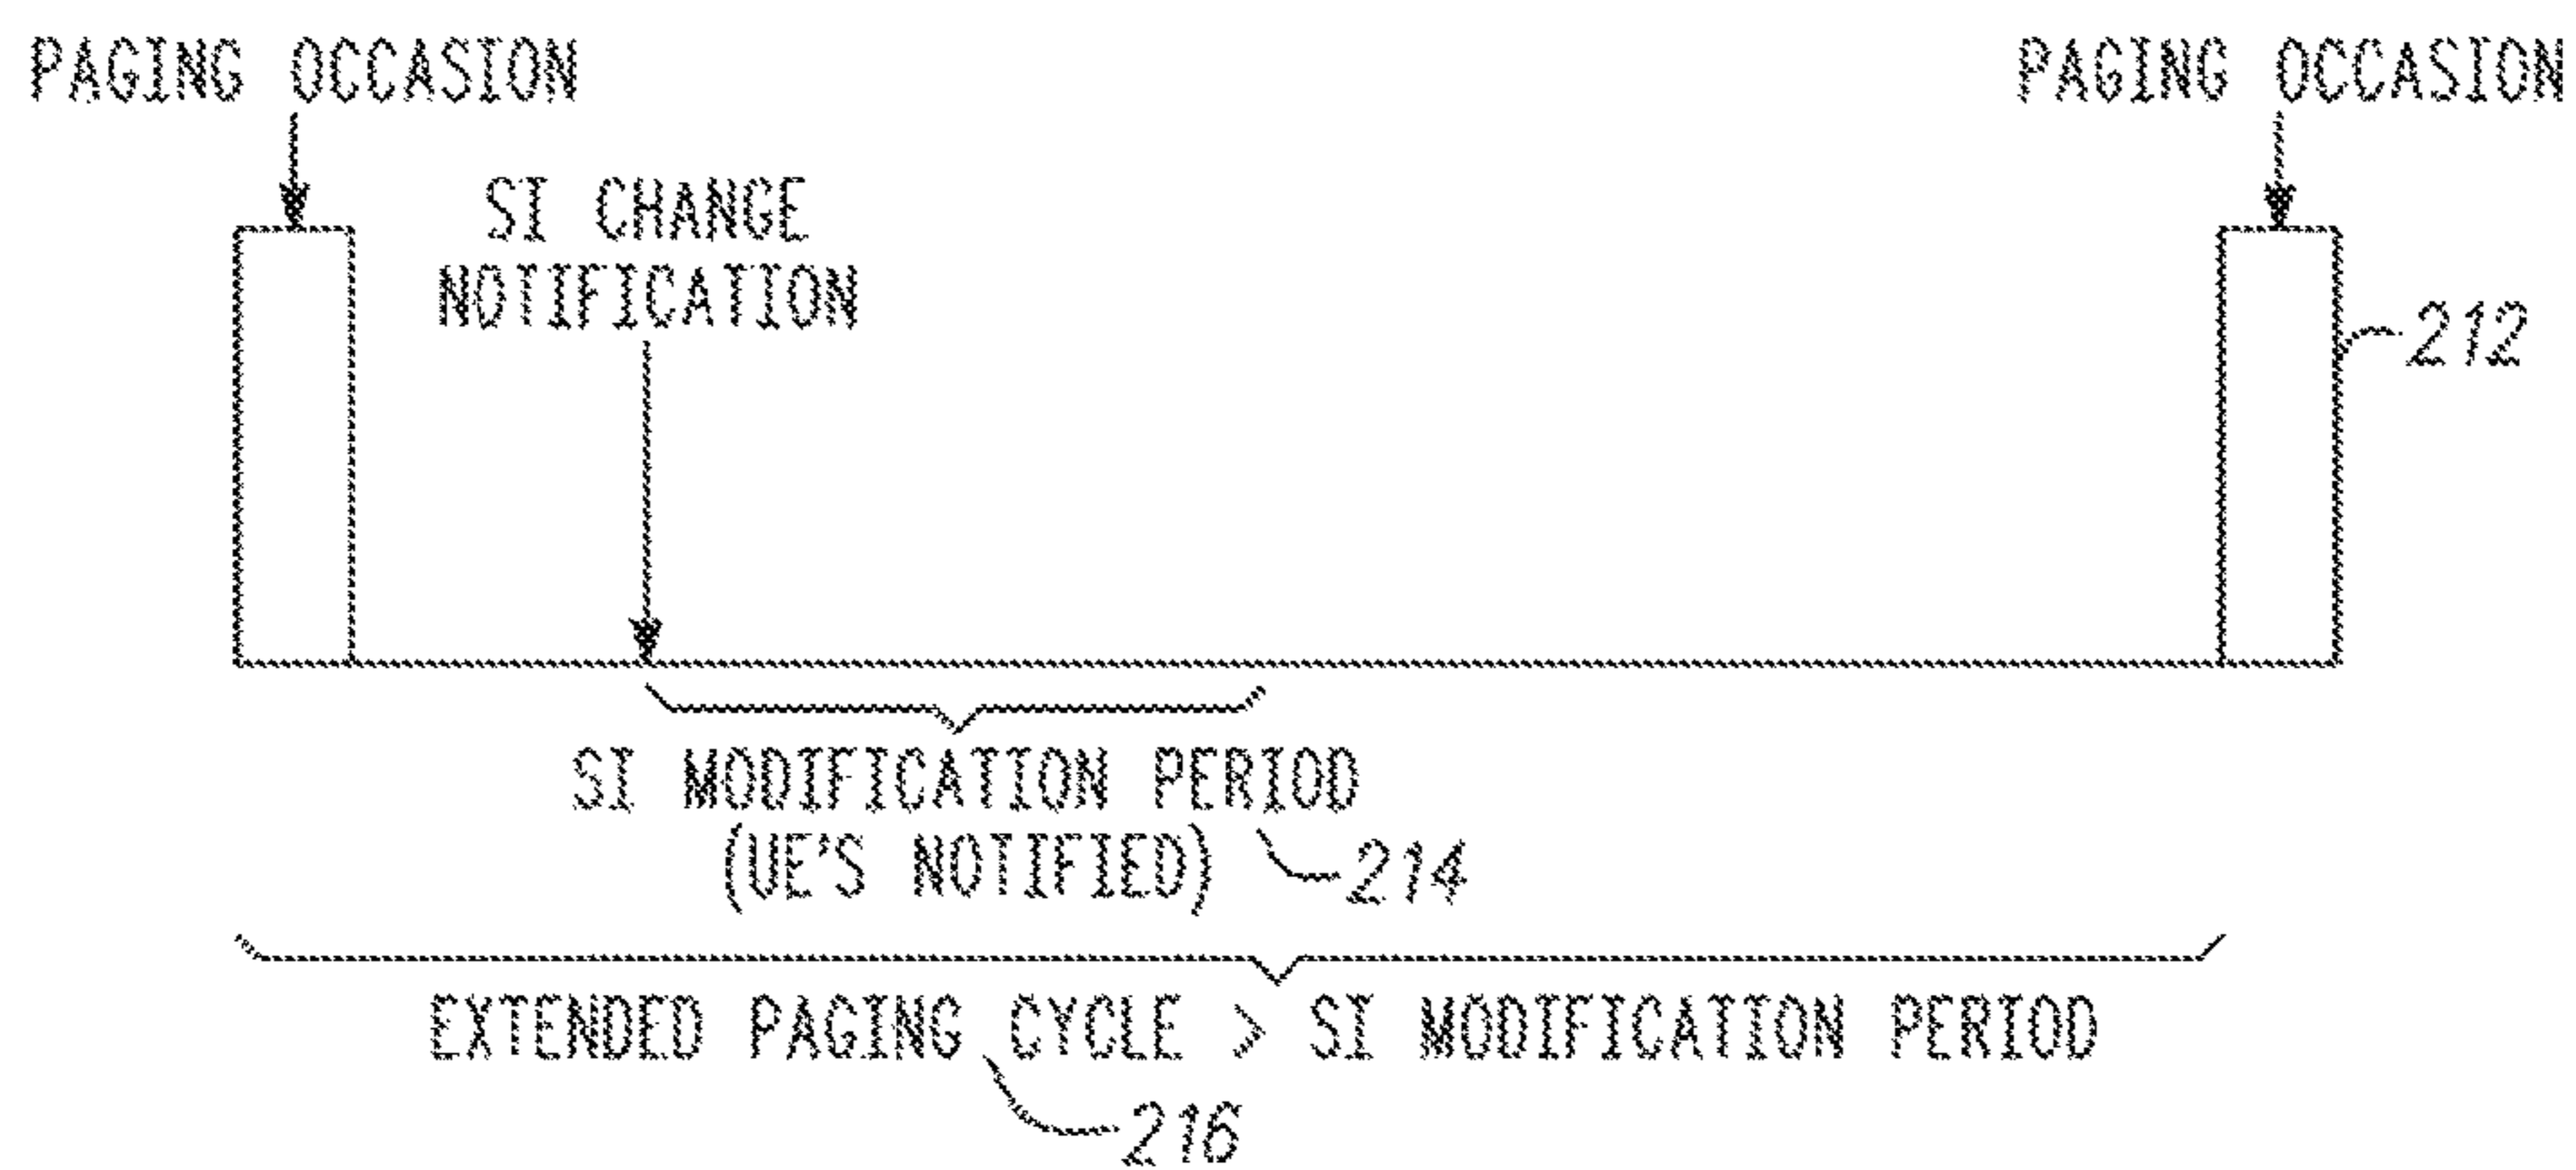 PAGING OCCASION
PAGING OCCASION
SI CHANGE
NOTIFICATION
212
SI MODIFICATION PERIOD
(UE'S NOTIFIED)
214
EXTENDED PAGING CYCLE > SI MODIFICATION PERIOD
216